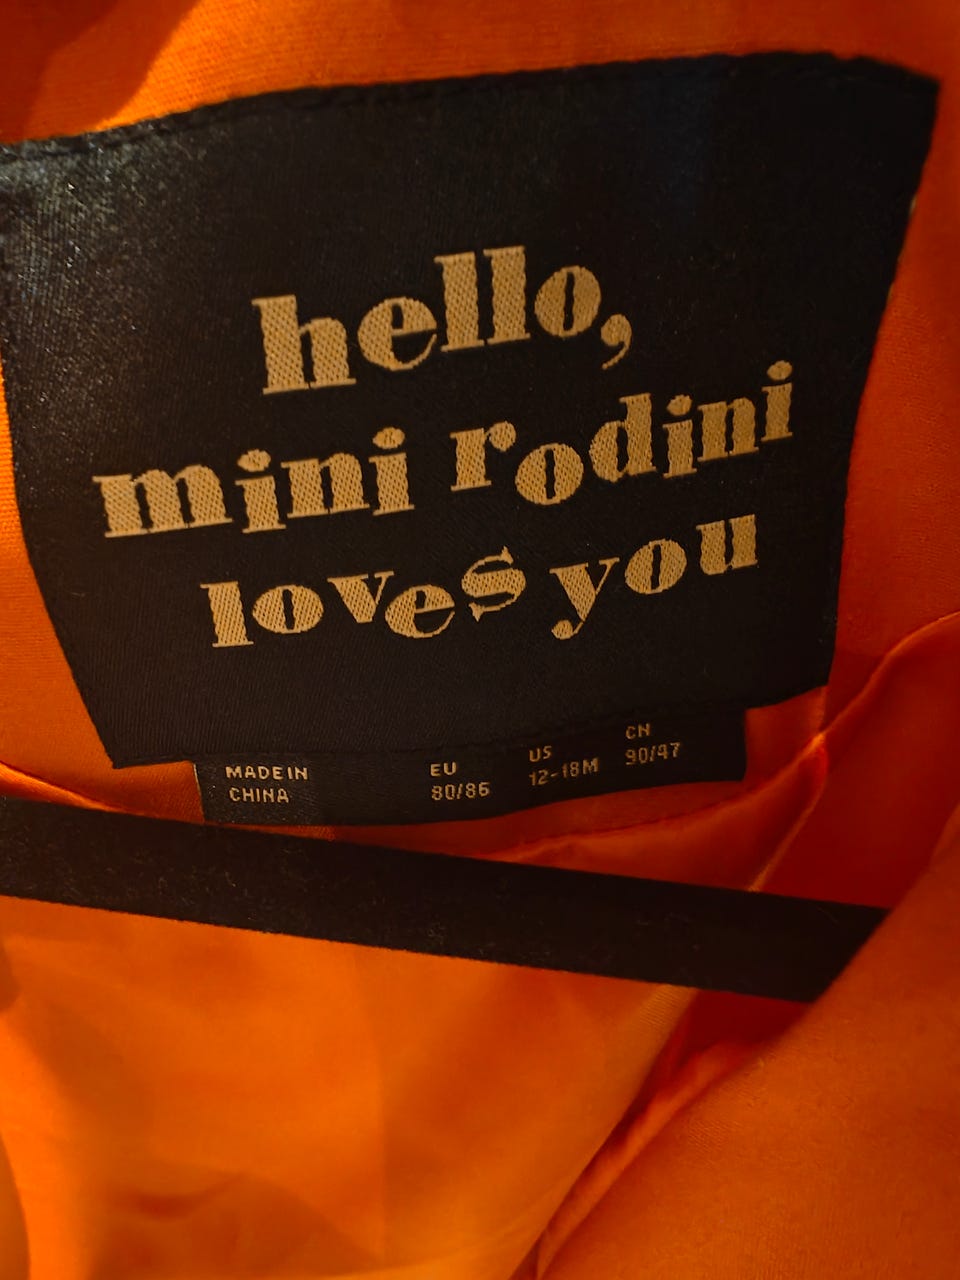 hello,
mini rodini
loves you
MADE IN
CHINA
EU
80/86
US
12-18M
CN
90/47